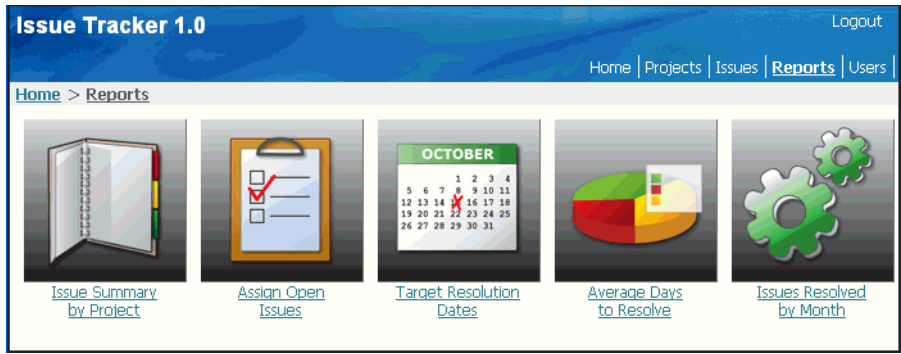 Issue Tracker 1.0
Logout
Home | Projects | Issues | Reports | Users |
Home > Reports
OCTOBER
1 2 3 4
5 6 7 8 9 10 11
12 13 14 16 17 18
19 20 21 22 23 24 25
26 27 28 29 30 31
Issue Summary
by Project
Assign Open
Issues
Target Resolution
Dates
Average Days
to Resolve
Issues Resolved
by Month